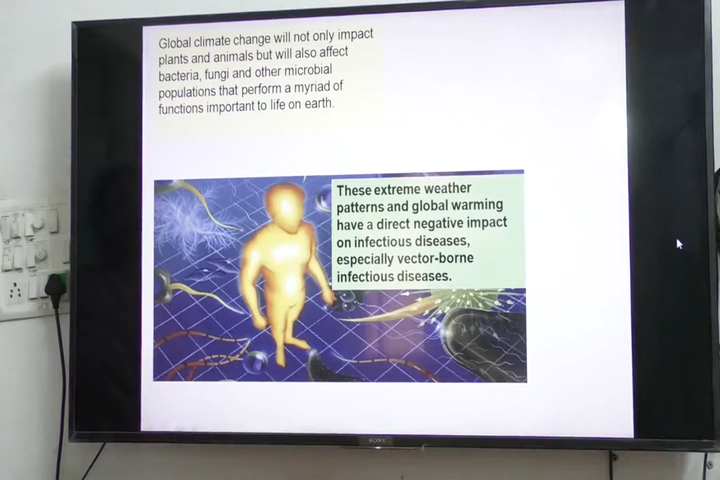 Global climate change will not only impact
plants and animals but will also affect
bacteria, fungi and other microbial
populations that perform a myriad of
functions important to life on earth.
These extreme weather
patterns and global warming
have a direct negative impact
on infectious diseases,
especially vector-borne
infectious diseases.
SONY